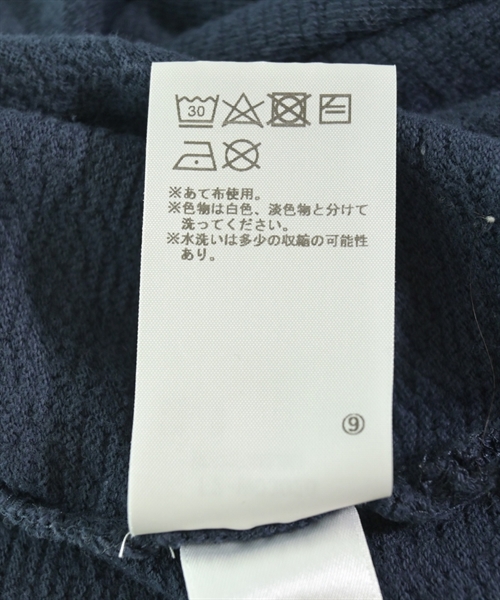 30
※あて布使用。
※色物は白色、淡色物と分けて
洗ってください。
※水洗いは多少の収縮の可能性
あり。
⑨